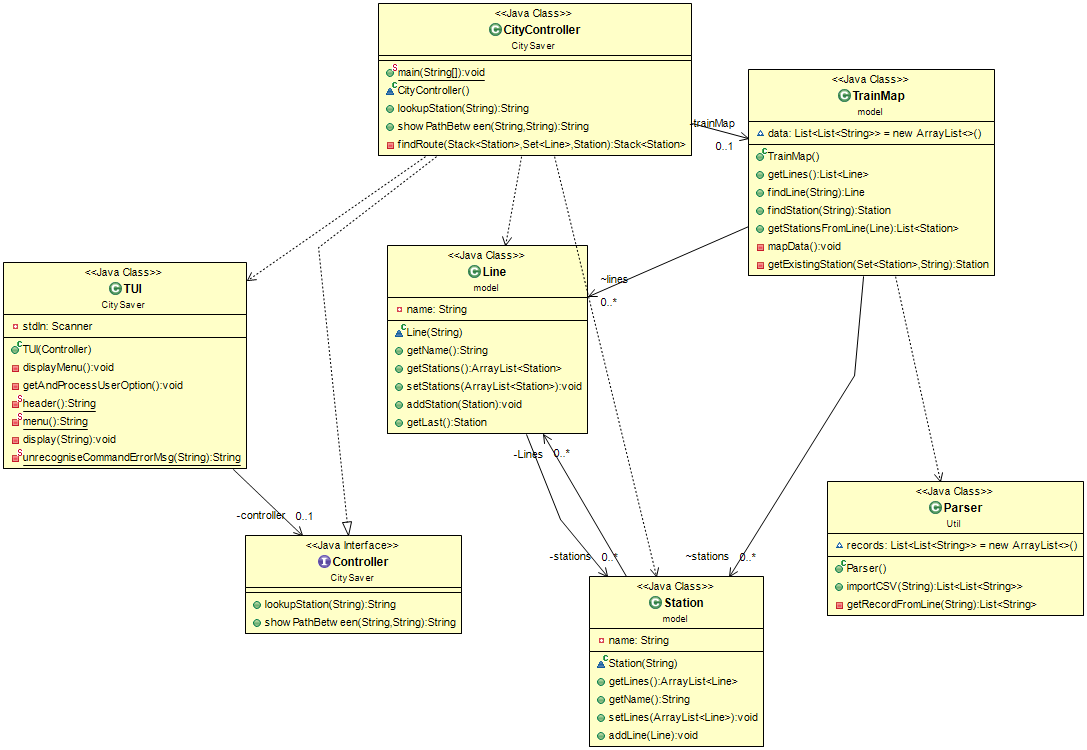 <<Java Class>>
CityController
CitySaver
main(String[]):void
CityController()
lookupStation(String):String
showPathBetween(String,String):String
findRoute(Stack<Station>,Set<Line>,Station):Stack<Station>
-trainMap
0..1
<<Java Class>>
TrainMap
model
data: List<List<String>> = new ArrayList<>()
TrainMap()
getLines():List<Line>
findLine(String):Line
findStation(String):Station
getStationsFromLine(Line):List<Station>
mapData():void
getExistingStation(Set<Station>,String):Station
<<Java Class>>
Line
model
name: String
Line(String)
getName():String
getStations():ArrayList<Station>
setStations(ArrayList<Station>):void
addStation(Station):void
getLast():Station
~lines
0..*
<<Java Class>>
TUI
CitySaver
stdIn: Scanner
TUI(Controller)
displayMenu():void
getAndProcessUserOption():void
header():String
menu():String
display(String):void
unrecogniseCommandErrorMsg(String):String
-Lines
0..*
-controller
0..1
-stations
0..*
~stations
0..*
<<Java Interface>>
Controller
CitySaver
lookupStation(String):String
showPathBetween(String,String):String
<<Java Class>>
Parser
Util
records: List<List<String>> = new ArrayList<>()
Parser()
importCSV(String):List<List<String>>
getRecordFromLine(String):List<String>
<<Java Class>>
Station
model
name: String
Station(String)
getLines():ArrayList<Line>
getName():String
setLines(ArrayList<Line>):void
addLine(Line):void